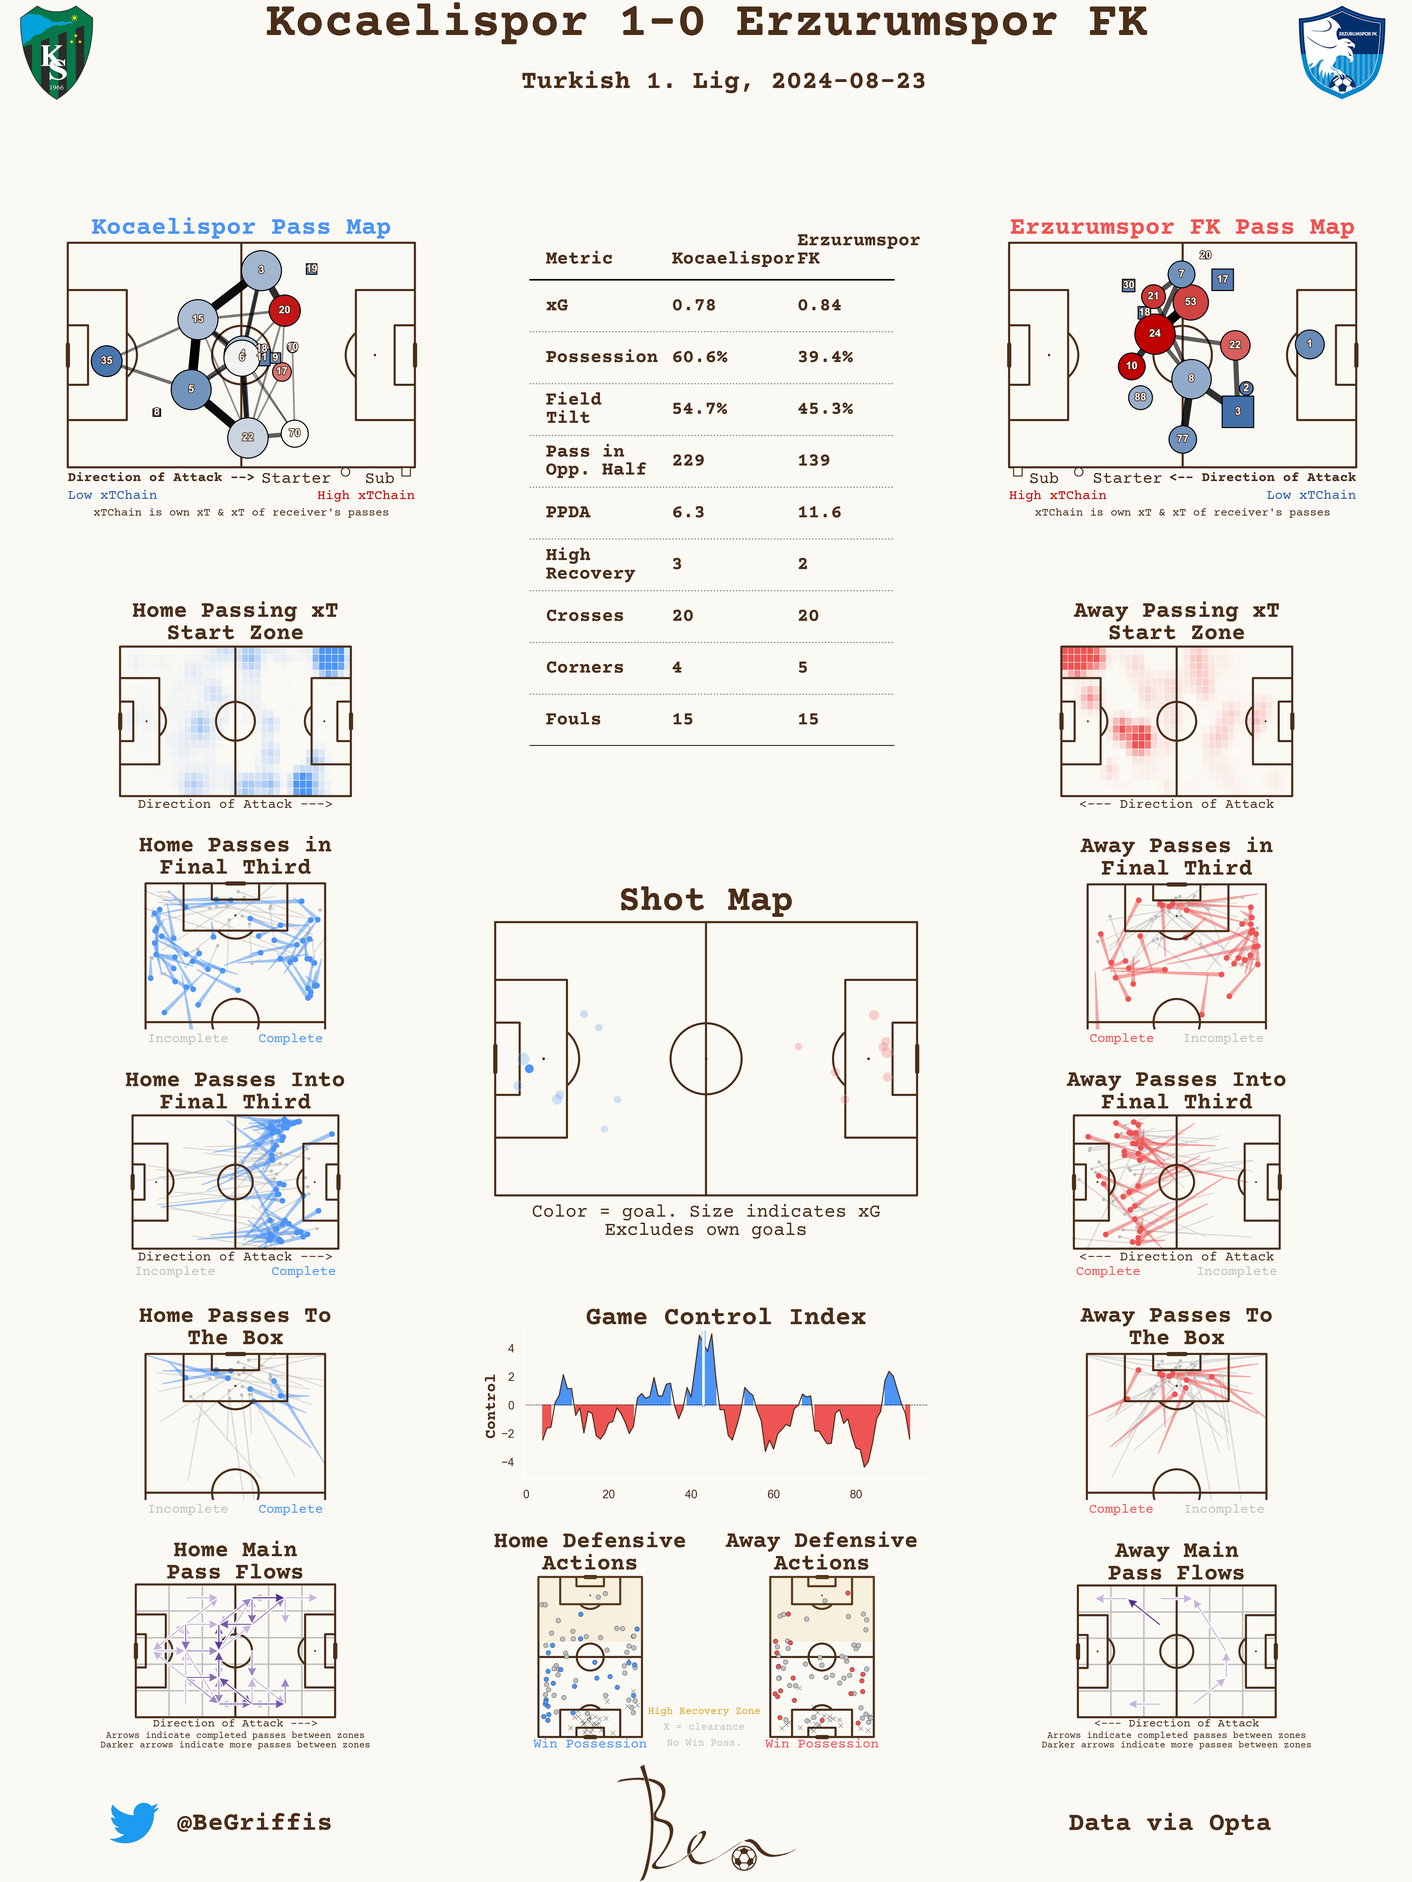 Kocaelispor 1-0 Erzurumspor FK
Turkish 1. Lig, 2024-08-23
KS
1966
ERZURUMSPOR FK
Kocaelispor Pass Map
3
19
20
15
18
10
4
6
11
9
35
17
5
8
22
70
Direction of Attack --> Starter Sub
Low xTChain High xTChain
xTChain is own xT & xT of receiver's passes
Metric Kocaelispor Erzurumspor FK
xG 0.78 0.84
Possession 60.6% 39.4%
Field Tilt 54.7% 45.3%
Pass in Opp. Half 229 139
PPDA 6.3 11.6
High Recovery 3 2
Crosses 20 20
Corners 4 5
Fouls 15 15
Erzurumspor FK Pass Map
20
7
17
30
21
53
18
24
22
1
10
8
2
88
3
77
Sub Starter <-- Direction of Attack
High xTChain Low xTChain
xTChain is own xT & xT of receiver's passes
Home Passing xT
Start Zone
Direction of Attack --->
Away Passing xT
Start Zone
<--- Direction of Attack
Home Passes in
Final Third
Incomplete Complete
Away Passes in
Final Third
Complete Incomplete
Shot Map
Color = goal. Size indicates xG
Excludes own goals
Home Passes Into
Final Third
Direction of Attack --->
Incomplete Complete
Away Passes Into
Final Third
<--- Direction of Attack
Complete Incomplete
Home Passes To
The Box
Incomplete Complete
Game Control Index
Control
4
2
0
−2
−4
0 20 40 60 80
Away Passes To
The Box
Complete Incomplete
Home Main
Pass Flows
Direction of Attack --->
Arrows indicate completed passes between zones
Darker arrows indicate more passes between zones
Home Defensive
Actions
Win Possession
High Recovery Zone
X = clearance
No Win Poss.
Away Defensive
Actions
Win Possession
Away Main
Pass Flows
<--- Direction of Attack
Arrows indicate completed passes between zones
Darker arrows indicate more passes between zones
@BeGriffis
Ben
Data via Opta